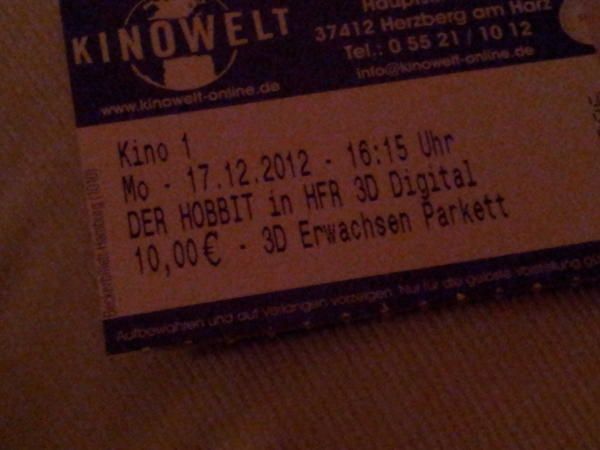 KINOWELT
37412 Herzberg am Harz
Tel.: 0 55 21 / 10 12
info@kinowelt-online.de
www.kinowelt-online.de
Kino 1
Mo - 17.12.2012 - 16:15 Uhr
DER HOBBIT in HFR 3D Digital
10,00€ - 3D Erwachsen Parkett
Aufbewahren und auf Verlangen vorzeigen. Nur für die gelöste Vorstellung